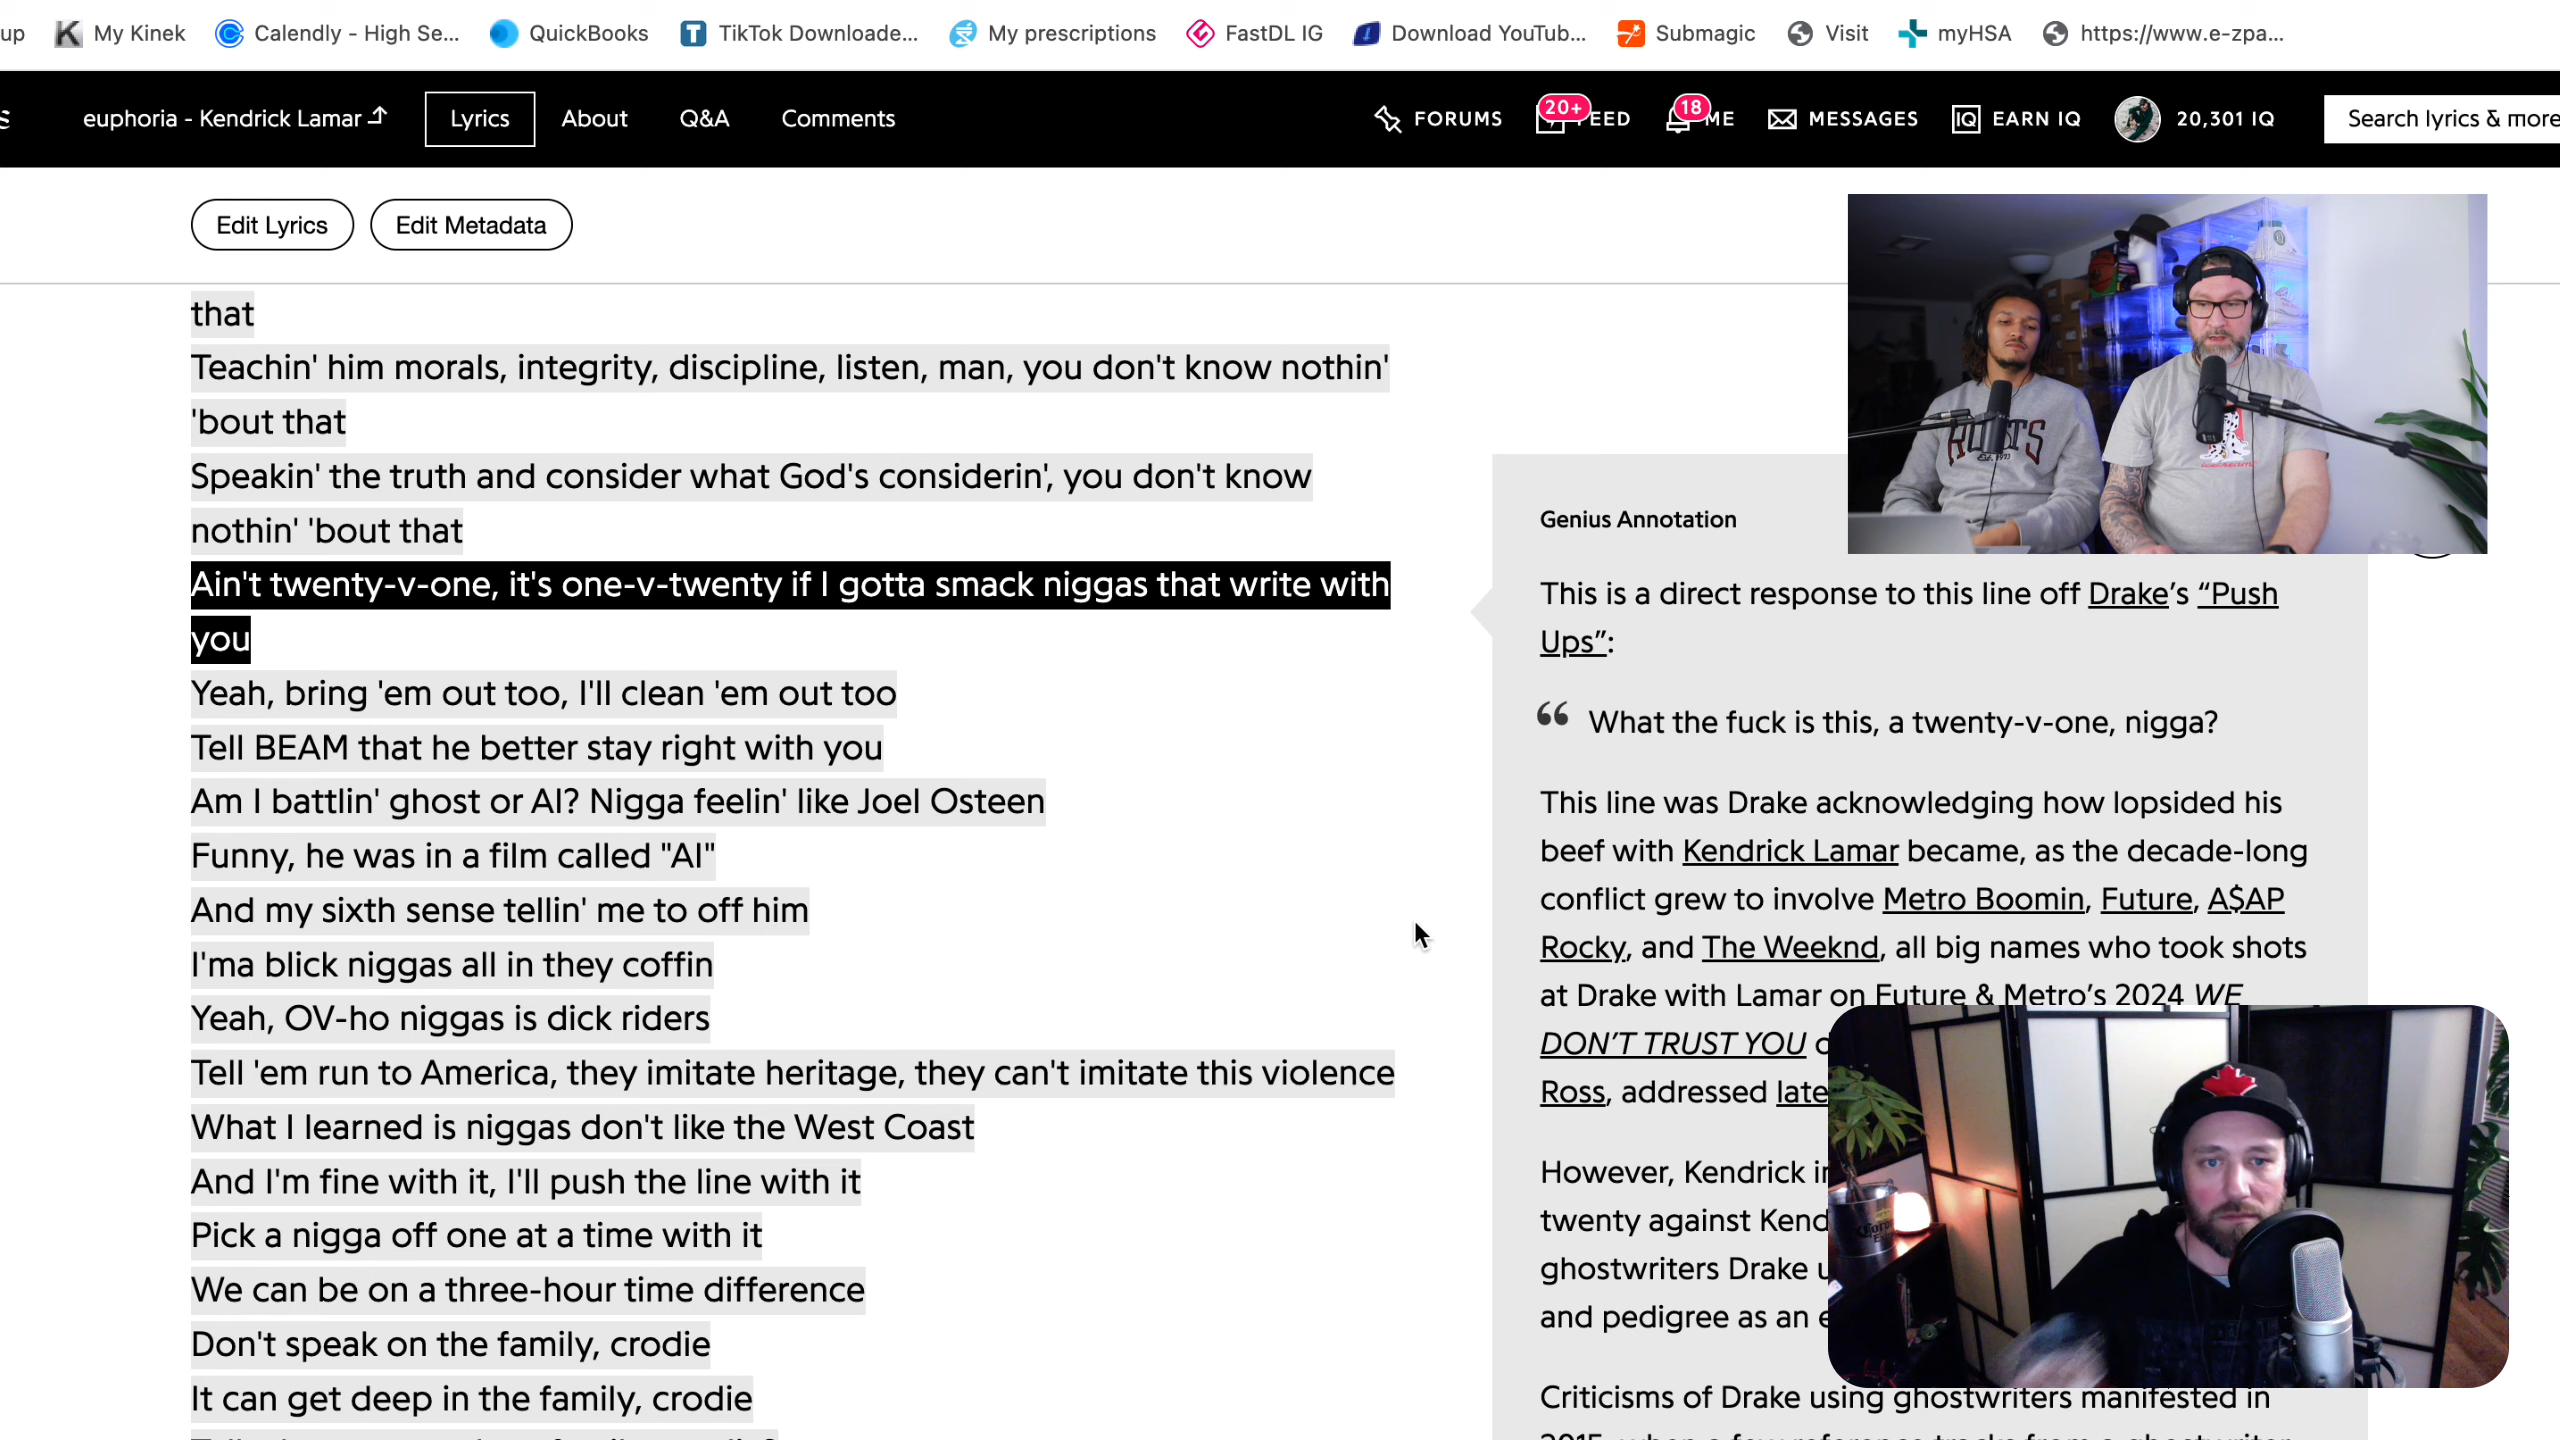 up My Kinek Calendly - High Se... QuickBooks TikTok Downloade... My prescriptions FastDL IG Download YouTub... Submagic Visit myHSA https://www.e-zpa...
euphoria - Kendrick Lamar Lyrics About Q&A Comments FORUMS 20+ FEED 18 ME MESSAGES IQ EARN IQ 20,301 IQ Search lyrics & more
Edit Lyrics Edit Metadata
that
Teachin' him morals, integrity, discipline, listen, man, you don't know nothin'
'bout that
Speakin' the truth and consider what God's considerin', you don't know
nothin' 'bout that
Ain't twenty-v-one, it's one-v-twenty if I gotta smack niggas that write with
you
Yeah, bring 'em out too, I'll clean 'em out too
Tell BEAM that he better stay right with you
Am I battlin' ghost or AI? Nigga feelin' like Joel Osteen
Funny, he was in a film called "AI"
And my sixth sense tellin' me to off him
I'ma blick niggas all in they coffin
Yeah, OV-ho niggas is dick riders
Tell 'em run to America, they imitate heritage, they can't imitate this violence
What I learned is niggas don't like the West Coast
And I'm fine with it, I'll push the line with it
Pick a nigga off one at a time with it
We can be on a three-hour time difference
Don't speak on the family, crodie
It can get deep in the family, crodie
Genius Annotation
This is a direct response to this line off Drake’s “Push
Ups”:
“ What the fuck is this, a twenty-v-one, nigga?
This line was Drake acknowledging how lopsided his
beef with Kendrick Lamar became, as the decade-long
conflict grew to involve Metro Boomin, Future, A$AP
Rocky, and The Weeknd, all big names who took shots
at Drake with Lamar on Future & Metro’s 2024 WE
DON’T TRUST YOU
Ross, addressed late
However, Kendrick
twenty against Kend
ghostwriters Drake
and pedigree as an
Criticisms of Drake using ghostwriters manifested in